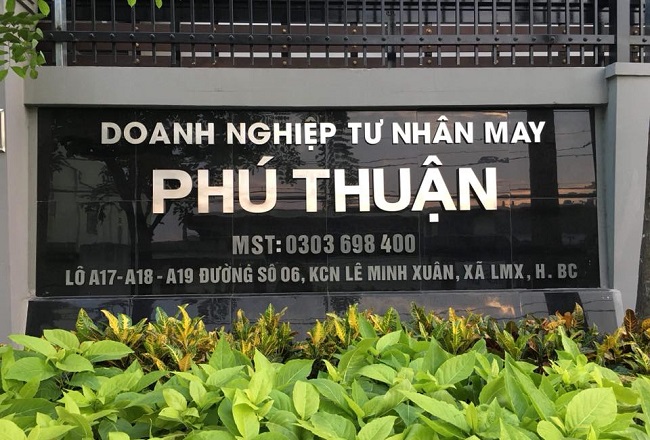 DOANH NGHIỆP TƯ NHÂN MAY
PHÚ THUẬN
MST: 0303 698 400
LÔ A17-A18 - A19 ĐƯỜNG SỐ 06, KCN LÊ MINH XUÂN, XÃ LMX, H. BC